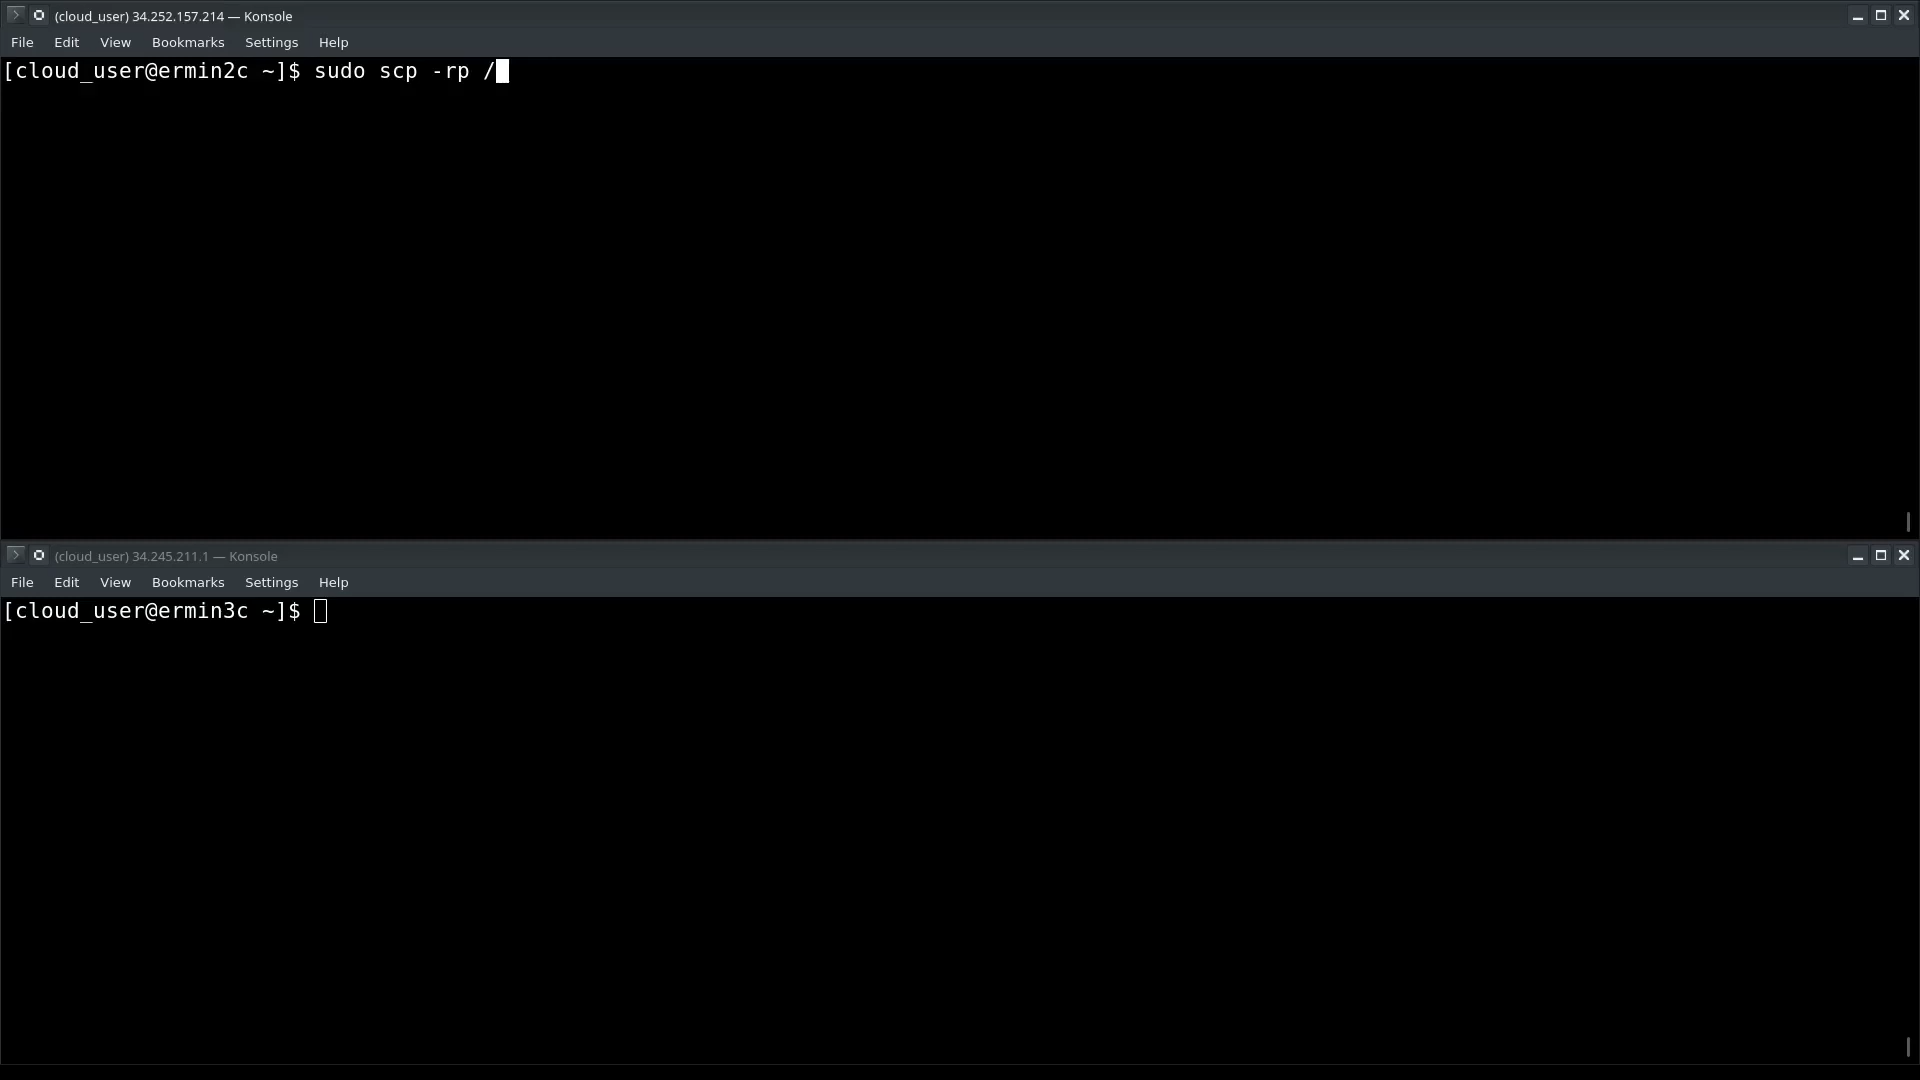 (cloud_user) 34.252.157.214 — Konsole
File Edit View Bookmarks Settings Help
[cloud_user@ermin2c ~]$ sudo scp -rp /
(cloud_user) 34.245.211.1 — Konsole
File Edit View Bookmarks Settings Help
[cloud_user@ermin3c ~]$